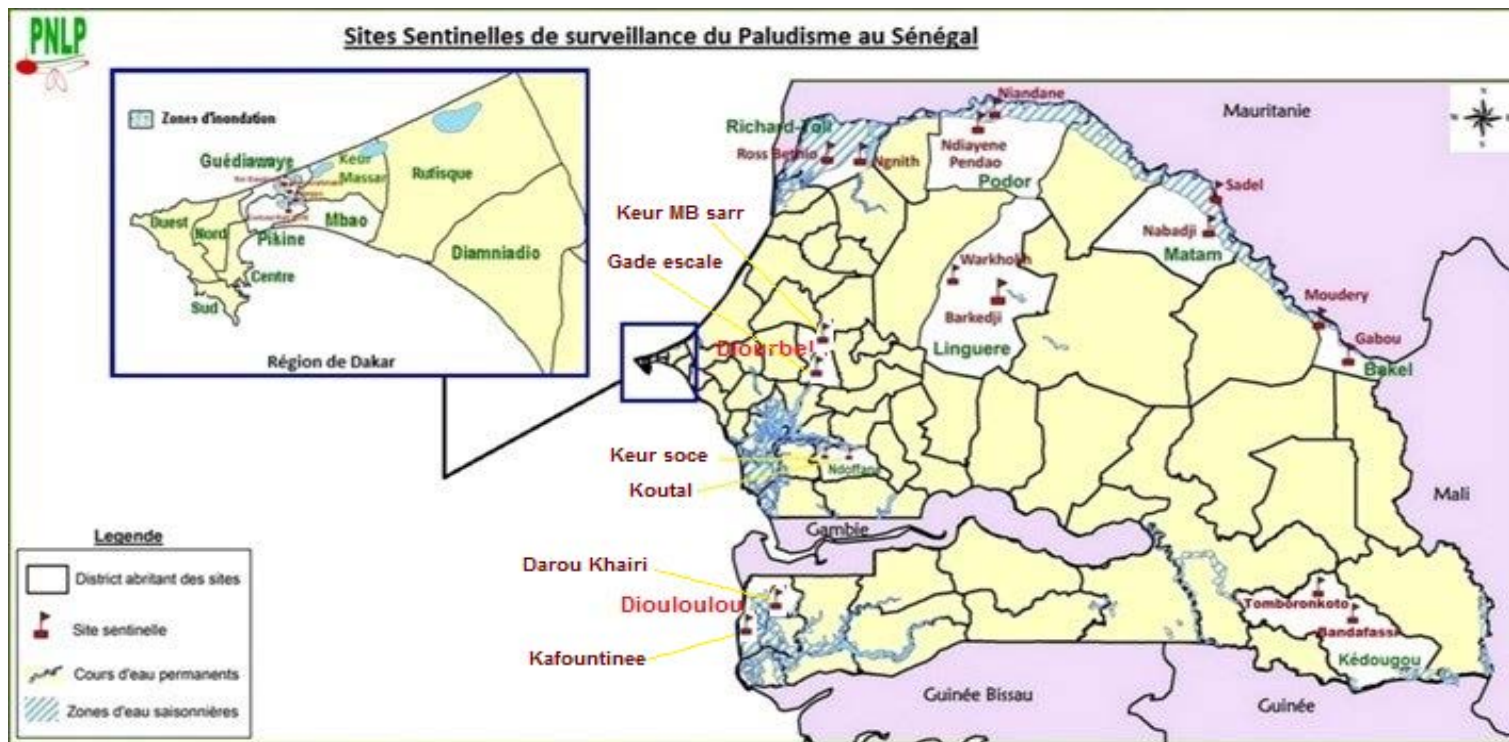 PNLP
Sites Sentinelles de surveillance du Paludisme au Sénégal
Zones d'inondation
Guédiawaye
Keur
Massar
Rufisque
Ouest
Nord
Pikine
Mbao
Diamniadio
Centre
Sud
Région de Dakar
Niandane
Mauritanie
Richard-Toll
Ross Bethio
Ngnith
Ndiayene
Pendao
Podor
Sadel
Keur MB sarr
Nabadji
Matam
Gade escale
Warkhokh
Barkedji
Moudery
Diourbel
Linguere
Gabou
Bakel
Keur soce
Ndoffane
Koutal
Mali
Gambie
Legende
District abritant des sites
Site sentinelle
Cours d'eau permanents
Zones d'eau saisonnières
Darou Khairi
Diouloulou
Kafountinee
Tomboronkoto
Bandafassi
Kédougou
Guinée Bissau
Guinée